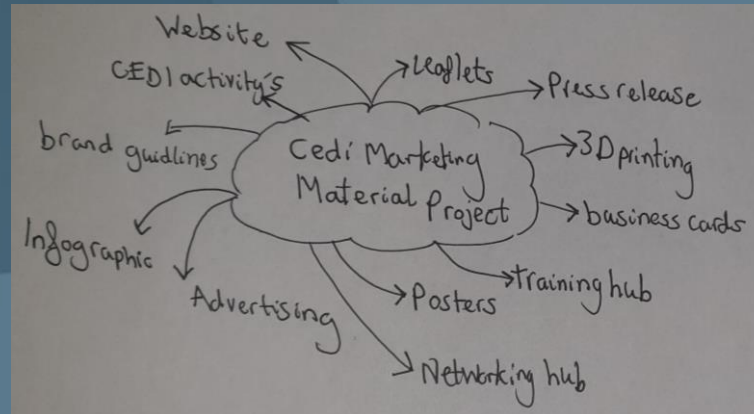 Website
CEDI activity's
brand guidlines
Infographic
Advertising
Cedi Marketing
Material Project
Leaflets
Press release
3D printing
business cards
training hub
Posters
Networking hub